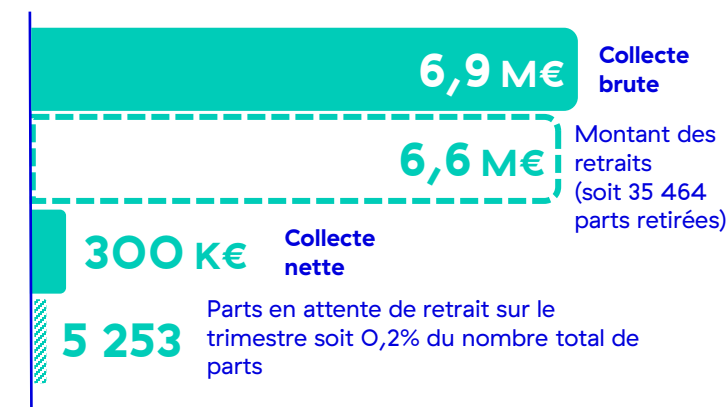 6,9 M€
Collecte
brute
6,6 M€
Montant des
retraits
(soit 35 464
parts retirées)
300 K€
Collecte
nette
5 253
Parts en attente de retrait sur le
trimestre soit 0,2% du nombre total de
parts